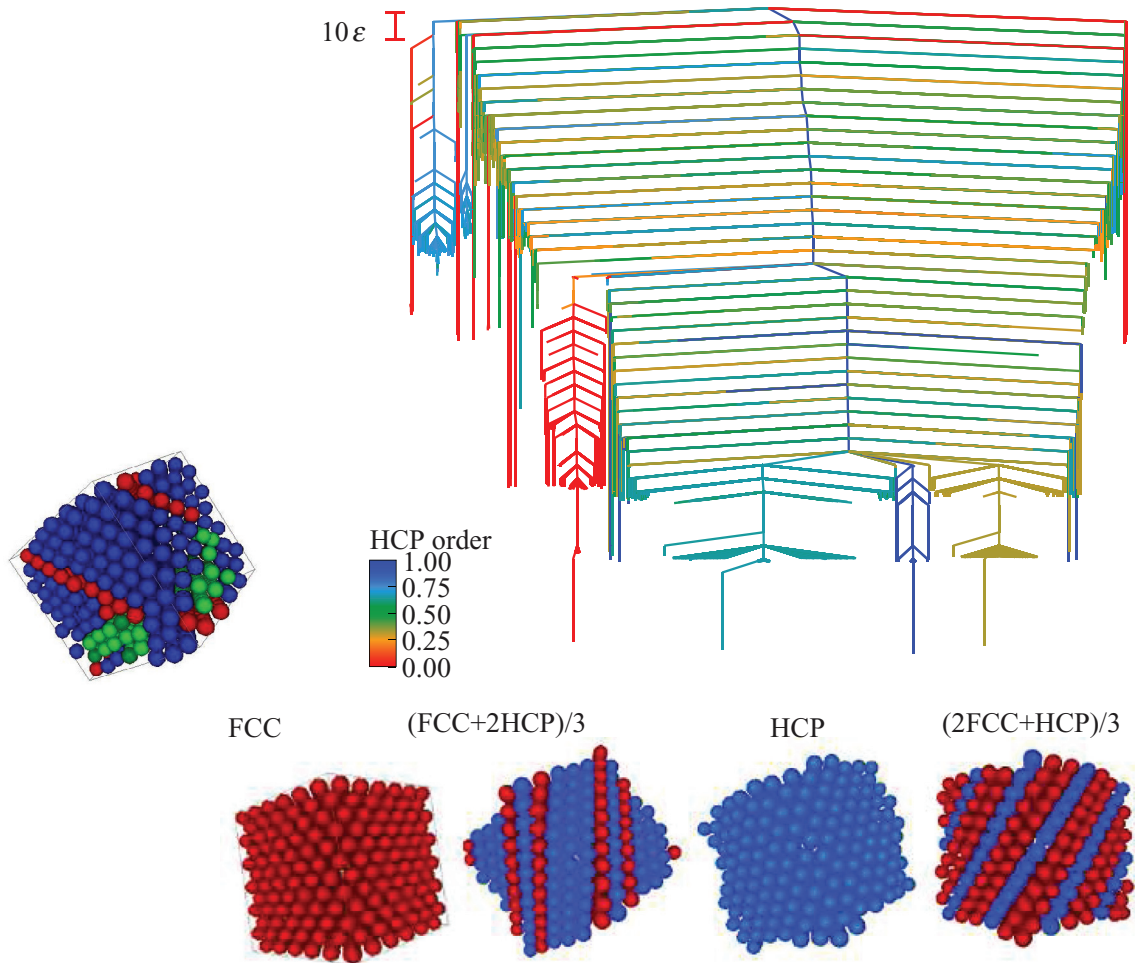 10 ε
HCP order
1.00
0.75
0.50
0.25
0.00
FCC (FCC+2HCP)/3 HCP (2FCC+HCP)/3